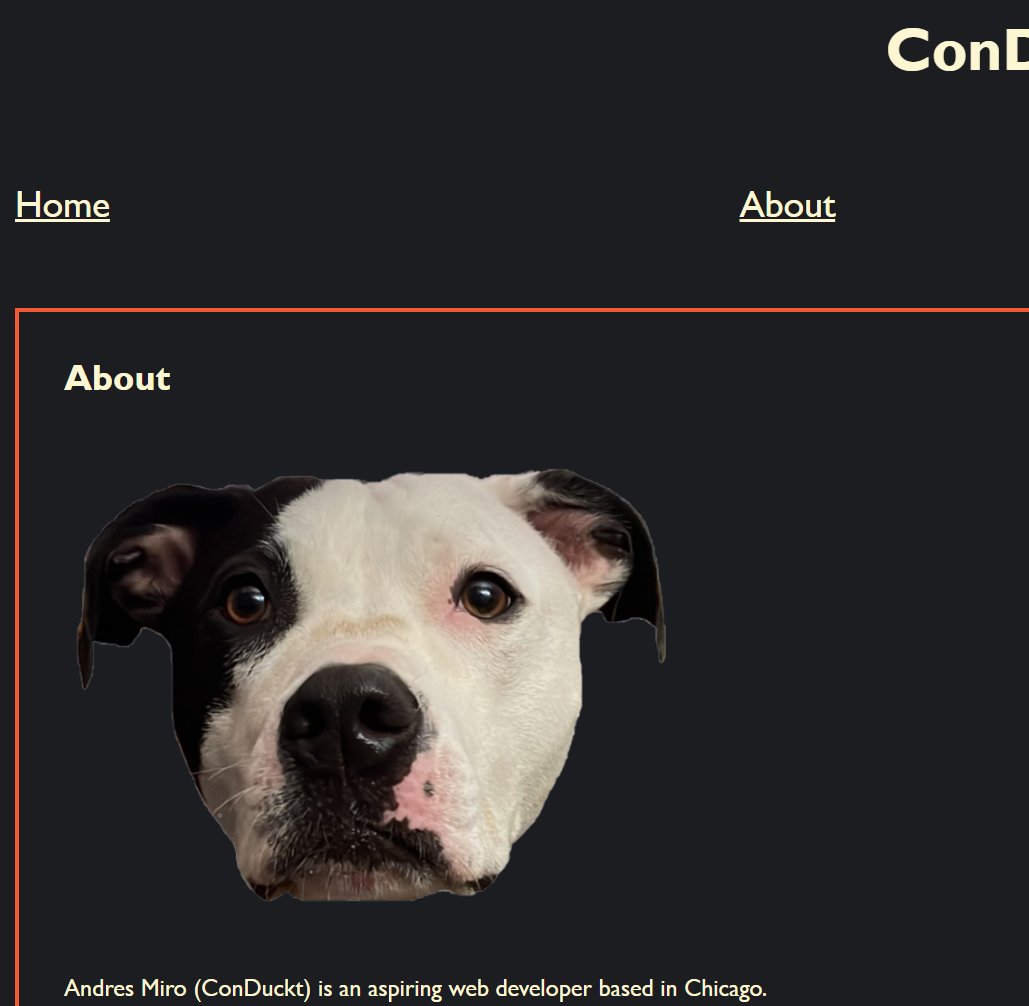 ConD
Home
About
About
Andres Miro (ConDuckt) is an aspiring web developer based in Chicago.